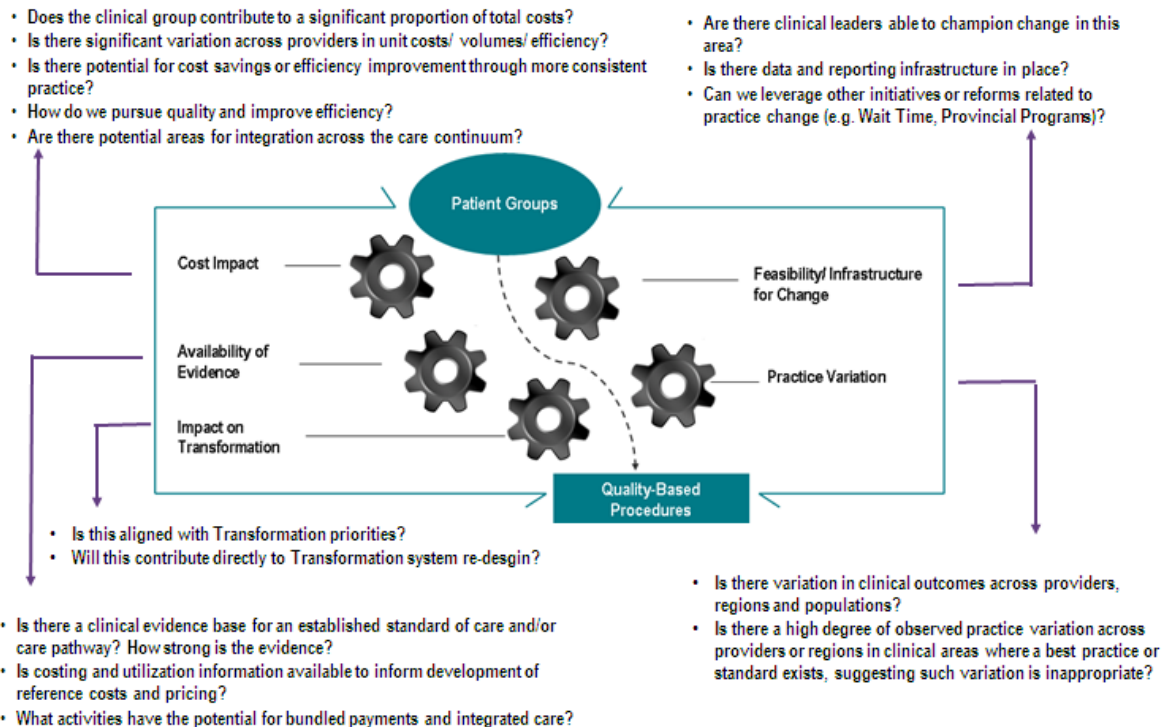 • Does the clinical group contribute to a significant proportion of total costs?
• Is there significant variation across providers in unit costs/ volumes/ efficiency?
• Is there potential for cost savings or efficiency improvement through more consistent
practice?
• How do we pursue quality and improve efficiency?
• Are there potential areas for integration across the care continuum?
• Are there clinical leaders able to champion change in this
area?
• Is there data and reporting infrastructure in place?
• Can we leverage other initiatives or reforms related to
practice change (e.g. Wait Time, Provincial Programs)?
Patient Groups
Cost Impact
Feasibility/ Infrastructure
for Change
Availability of
Evidence
Practice Variation
Impact on
Transformation
Quality-Based
Procedures
• Is this aligned with Transformation priorities?
• Will this contribute directly to Transformation system re-desgin?
• Is there a clinical evidence base for an established standard of care and/or
care pathway? How strong is the evidence?
• Is costing and utilization information available to inform development of
reference costs and pricing?
• What activities have the potential for bundled payments and integrated care?
• Is there variation in clinical outcomes across providers,
regions and populations?
• Is there a high degree of observed practice variation across
providers or regions in clinical areas where a best practice or
standard exists, suggesting such variation is inappropriate?